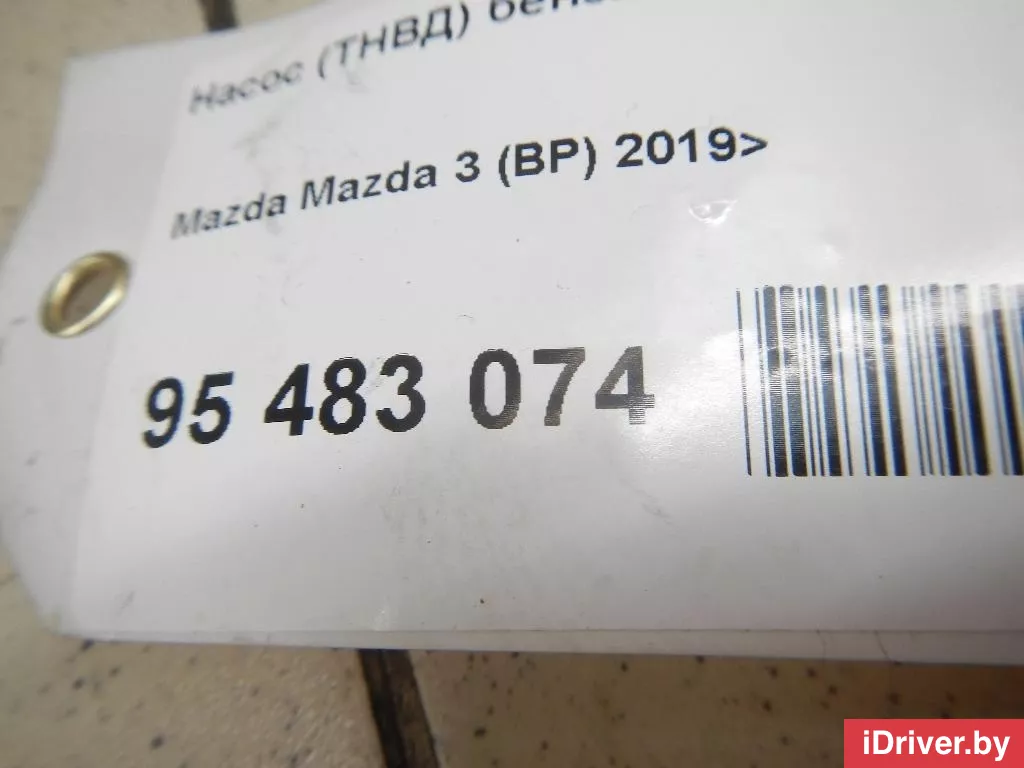 Насос (ТНВД)
Mazda Mazda 3 (BP) 2019>
95 483 074
iDriver.by